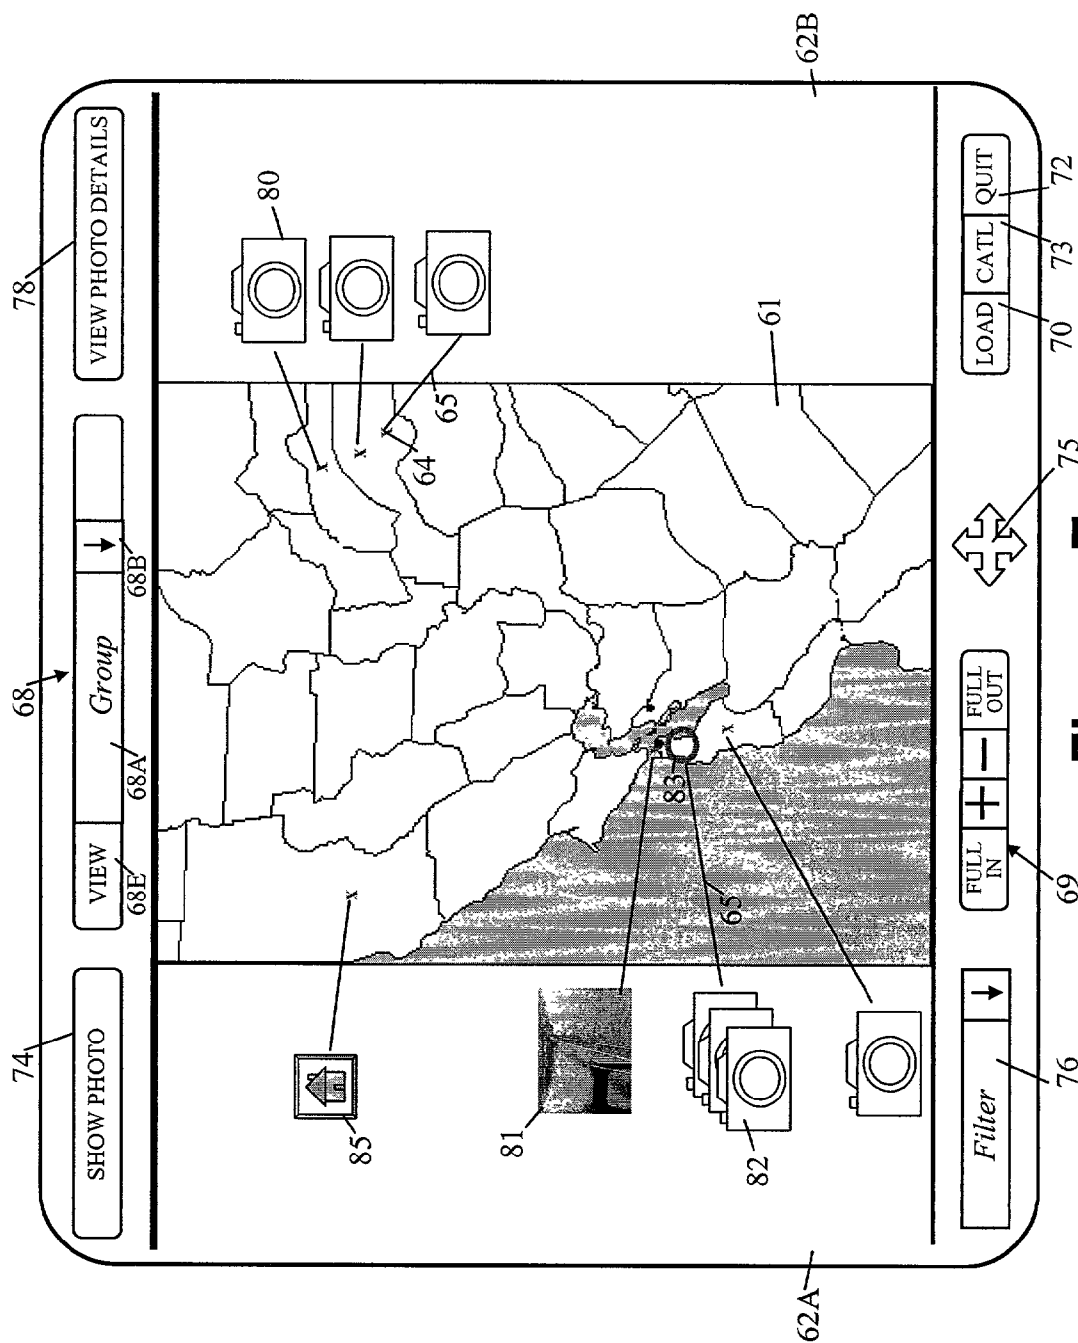 74 68 78
SHOW PHOTO VIEW Group ↓ VIEW PHOTO DETAILS
68E 68A 68B
80
85
64
65
81
83
65
82
61
62A 62B
Filter ↓ FULL IN + − FULL OUT LOAD CATL QUIT
76 69 75 70 73 72